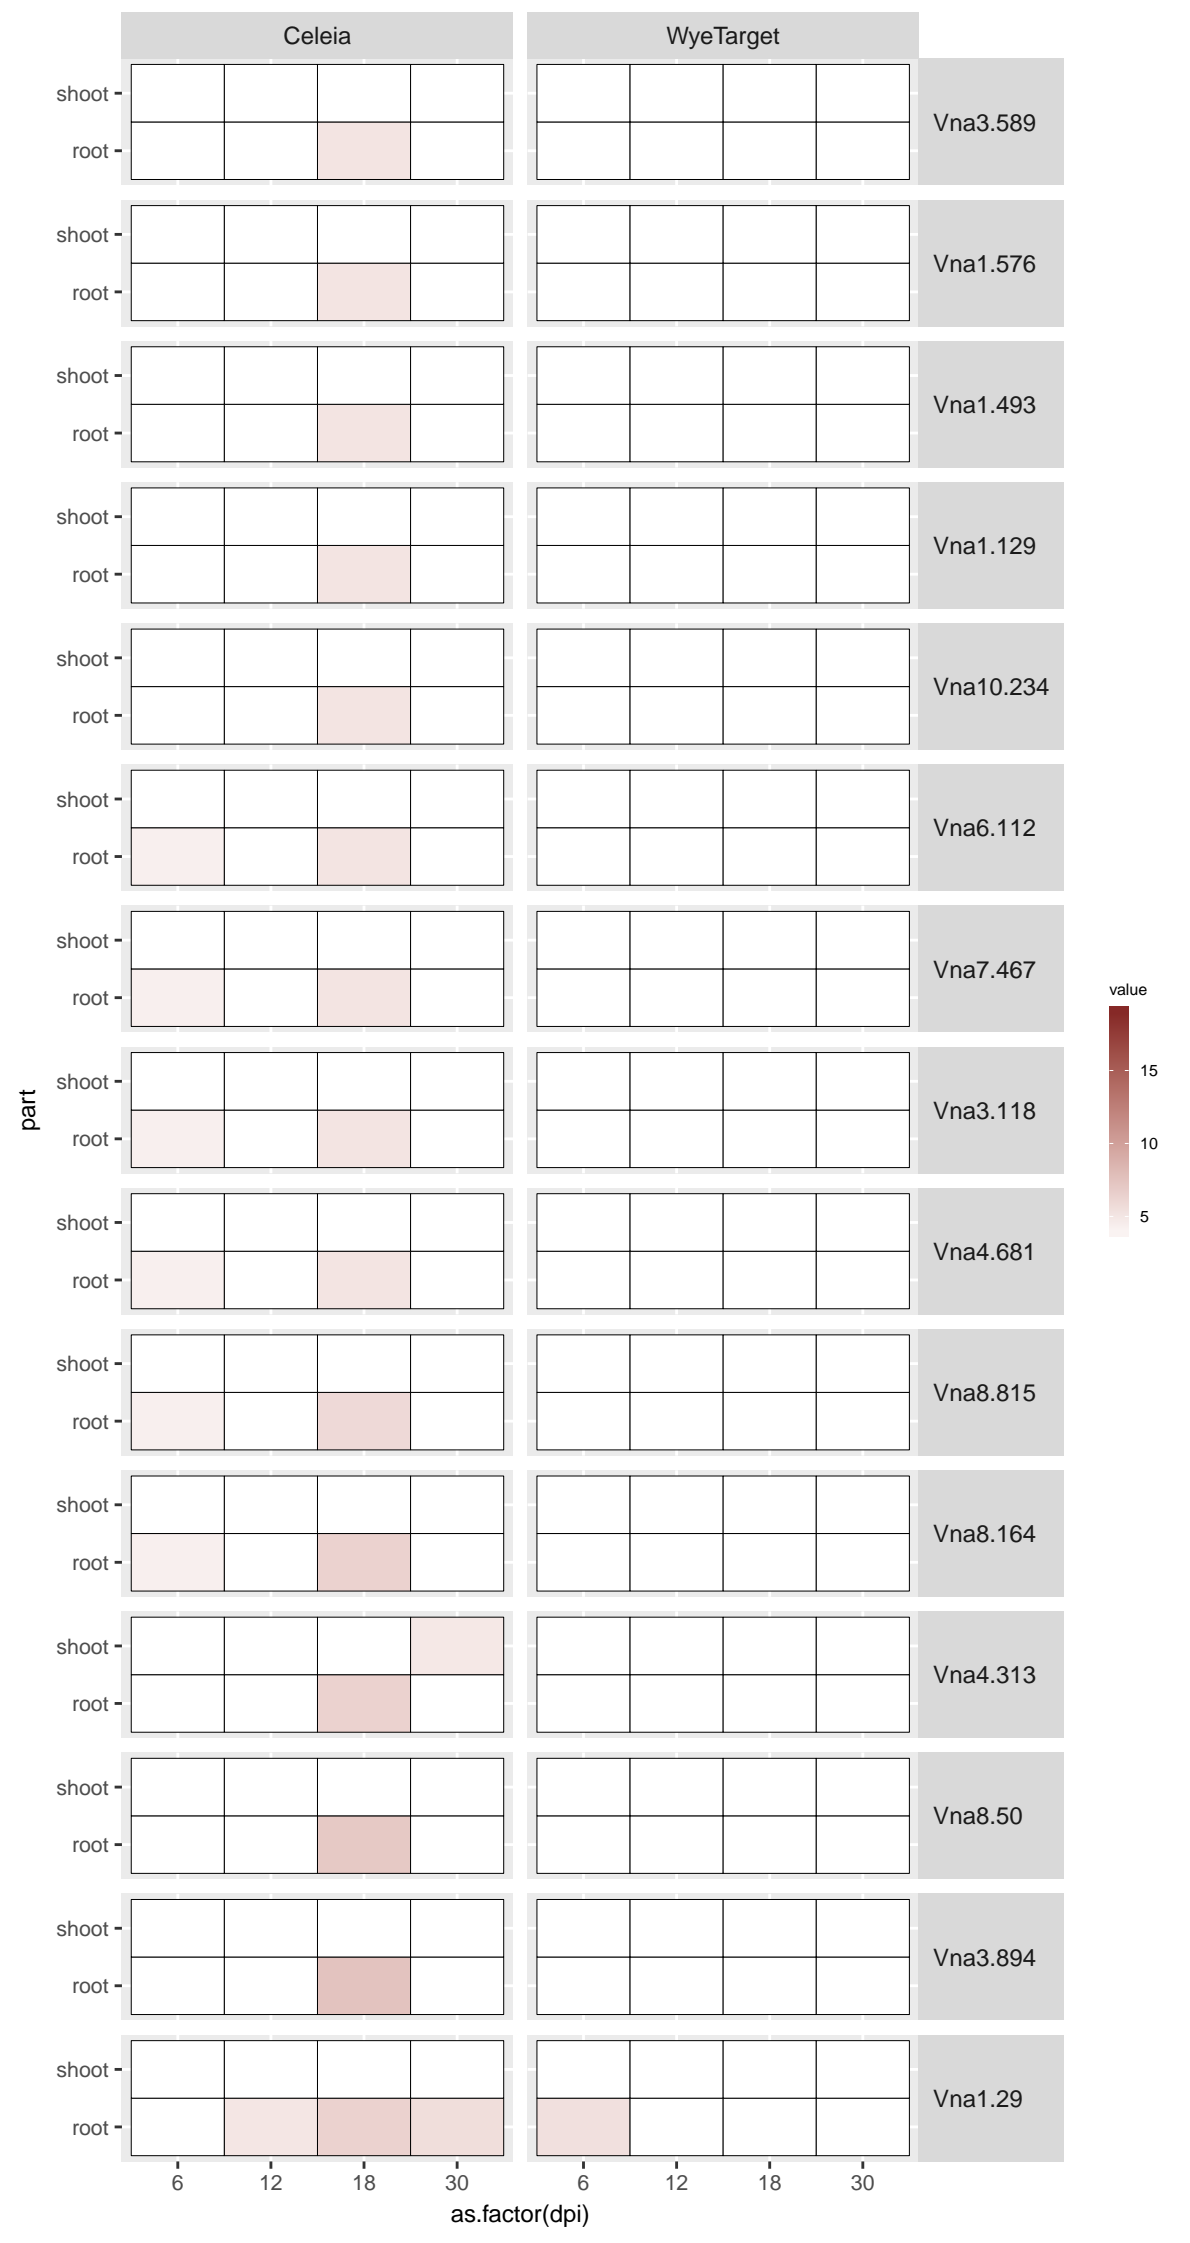 Celeia WyeTarget
shoot
root
Vna3.589
shoot
root
Vna1.576
shoot
root
Vna1.493
shoot
root
Vna1.129
shoot
root
Vna10.234
shoot
root
Vna6.112
shoot
root
Vna7.467
shoot
root
Vna3.118
shoot
root
Vna4.681
shoot
root
Vna8.815
shoot
root
Vna8.164
shoot
root
Vna4.313
shoot
root
Vna8.50
shoot
root
Vna3.894
shoot
root
Vna1.29
6 12 18 30 6 12 18 30
as.factor(dpi)
part
value
15
10
5